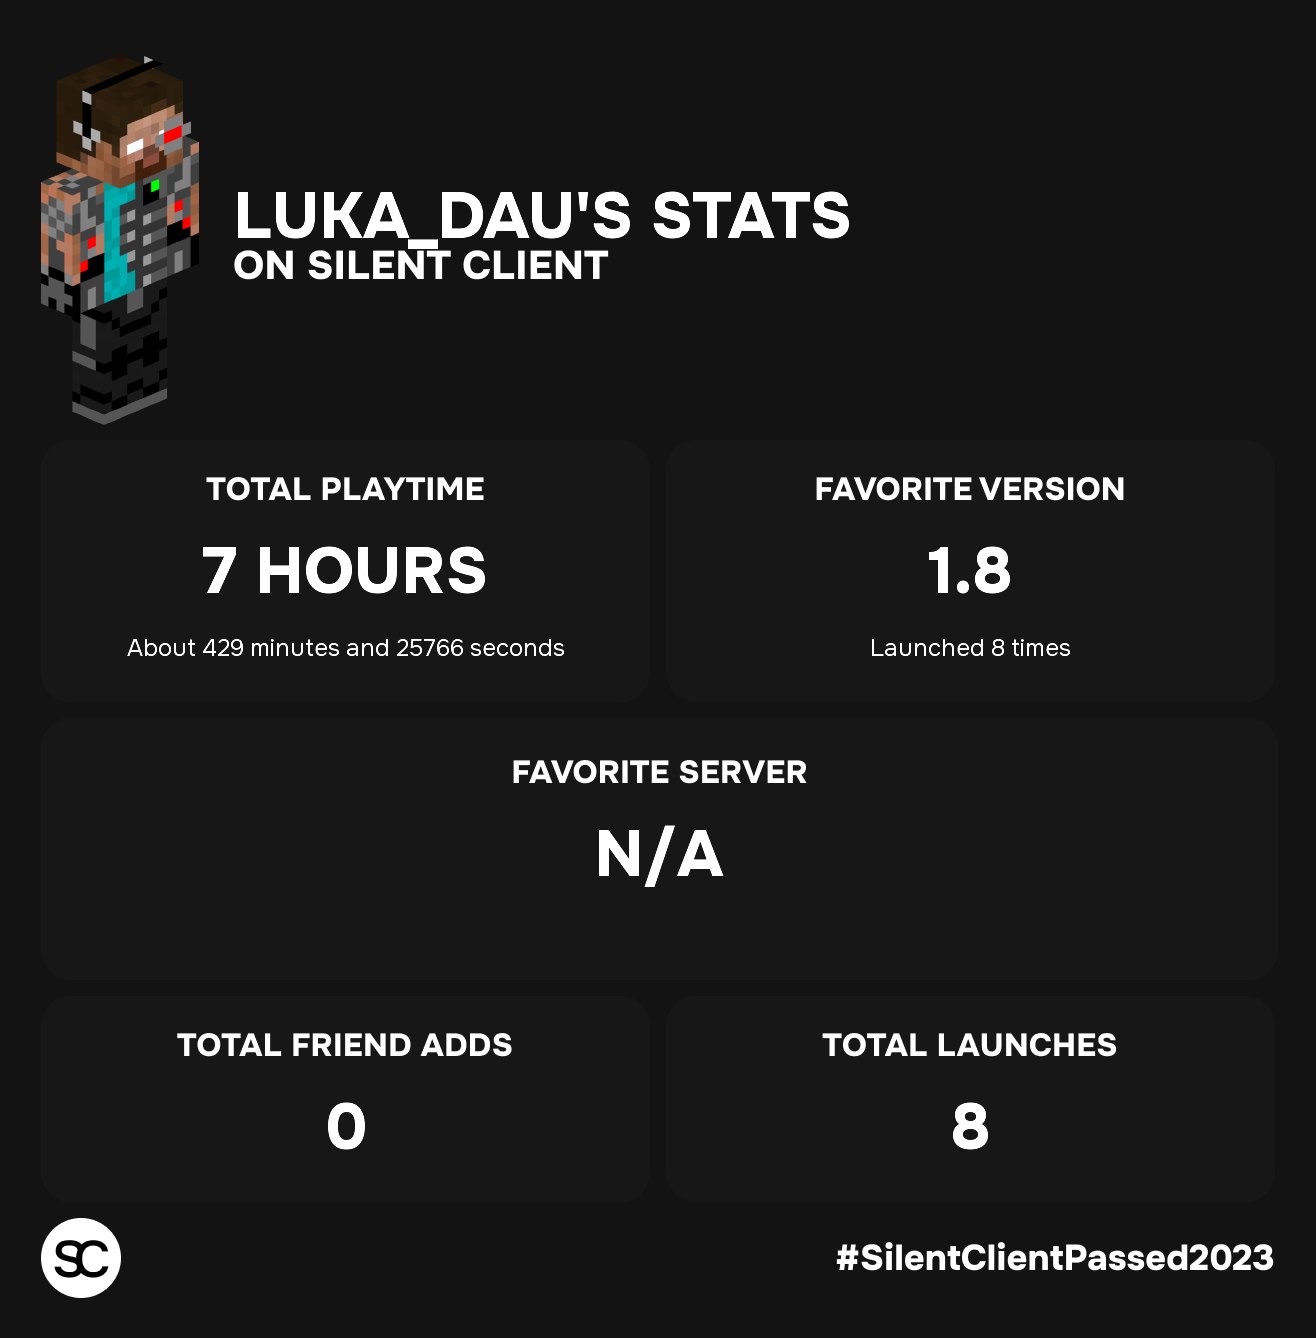 LUKA_DAU'S STATS
ON SILENT CLIENT
TOTAL PLAYTIME
7 HOURS
About 429 minutes and 25766 seconds
FAVORITE VERSION
1.8
Launched 8 times
FAVORITE SERVER
N/A
TOTAL FRIEND ADDS
0
TOTAL LAUNCHES
8
SC
#SilentClientPassed2023